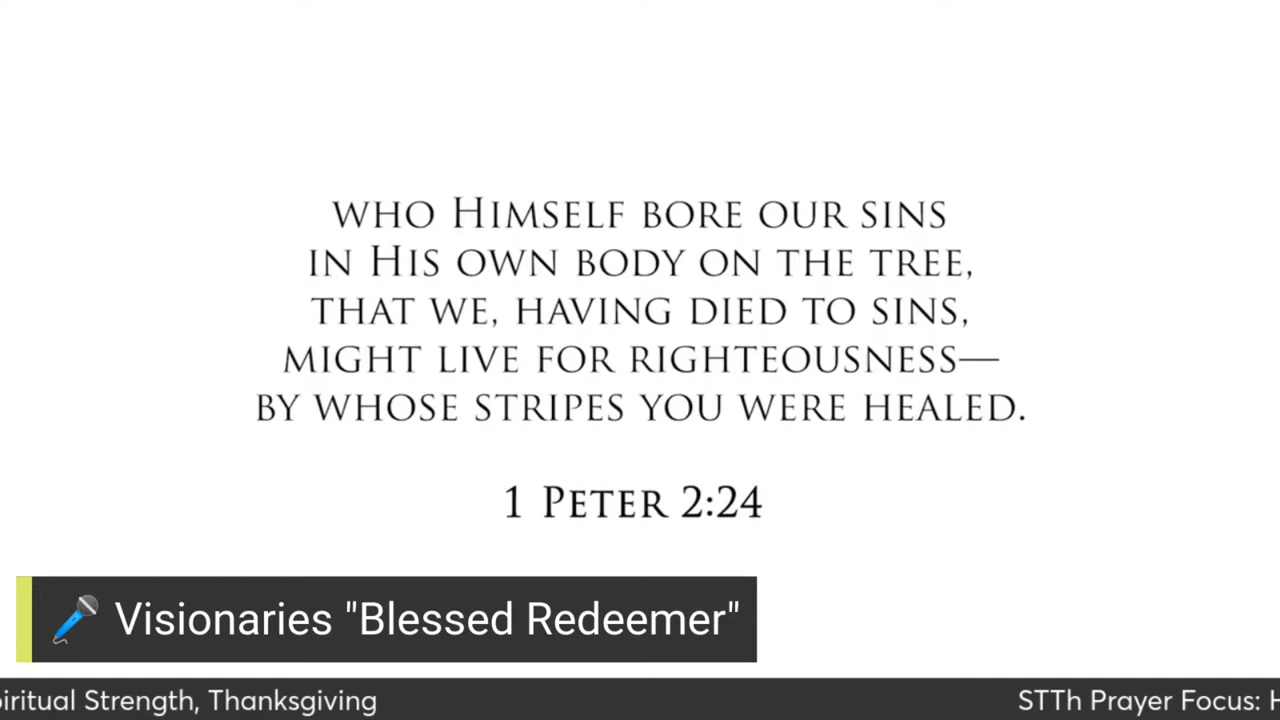 who Himself bore our sins
in His own body on the tree,
that we, having died to sins,
might live for righteousness—
by whose stripes you were healed.
1 Peter 2:24
🎤 Visionaries "Blessed Redeemer"
Strength, Thanksgiving
STTh Prayer Focus: